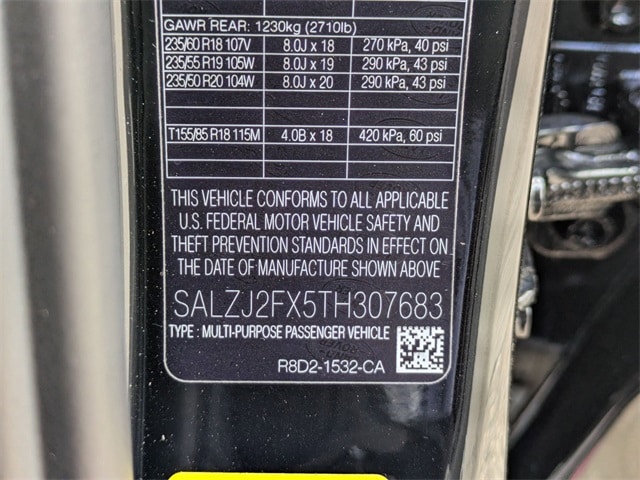 GAWR REAR: 1230kg (2710lb)
235/60 R18 107V 8.0J x 18 270 kPa, 40 psi
235/55 R19 105W 8.0J x 19 290 kPa, 43 psi
235/50 R20 104W 8.0J x 20 290 kPa, 43 psi
T155/85 R18 115M 4.0B x 18 420 kPa, 60 psi
THIS VEHICLE CONFORMS TO ALL APPLICABLE
U.S. FEDERAL MOTOR VEHICLE SAFETY AND
THEFT PREVENTION STANDARDS IN EFFECT ON
THE DATE OF MANUFACTURE SHOWN ABOVE
SALZJ2FX5TH307683
TYPE : MULTI-PURPOSE PASSENGER VEHICLE
R8D2-1532-CA